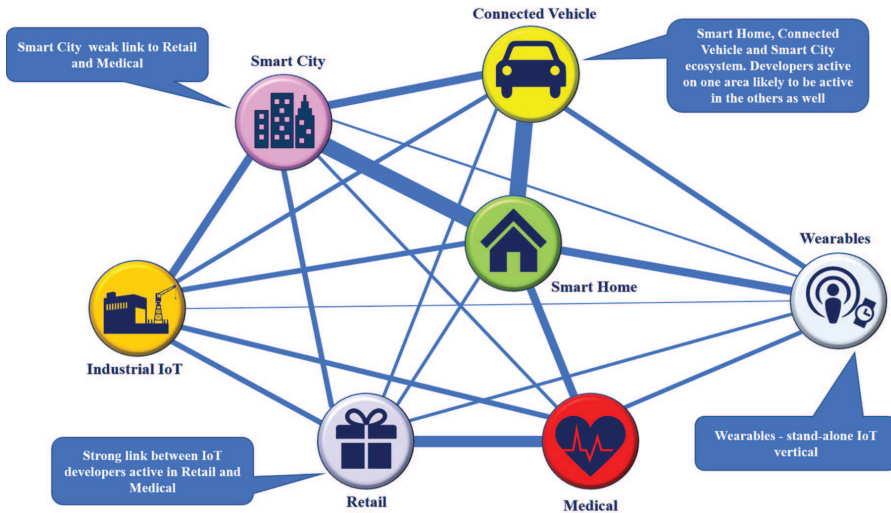 Connected Vehicle
Smart City weak link to Retail
and Medical
Smart Home, Connected
Vehicle and Smart City
ecosystem. Developers active
on one area likely to be active
in the others as well
Smart City
Wearables
Smart Home
Industrial IoT
Wearables - stand-alone IoT
vertical
Strong link between IoT
developers active in Retail and
Medical
Retail
Medical